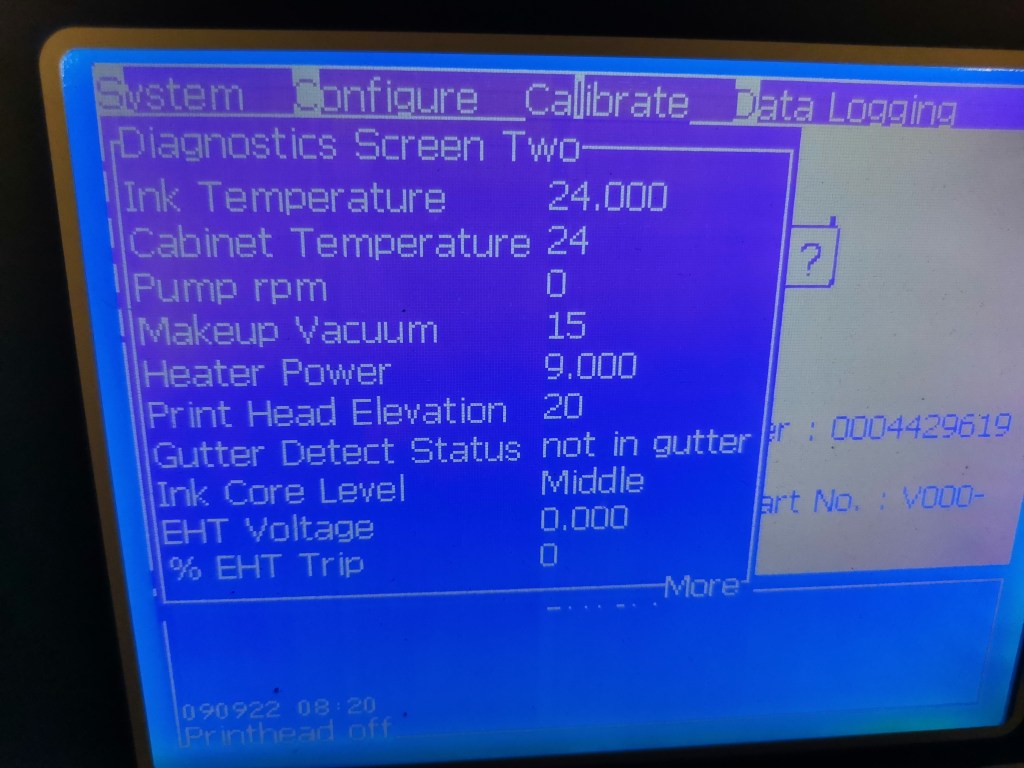 System Configure Calibrate Data Logging
Diagnostics Screen Two
Ink Temperature 24.000
Cabinet Temperature 24
?
Pump rpm 0
Makeup Vacuum 15
Heater Power 9.000
Print Head Elevation 20
er : 0004429619
Gutter Detect Status not in gutter
Ink Core Level Middle
art No. : V000-
EHT Voltage 0.000
% EHT Trip 0
More
090922 08:20
Printhead off